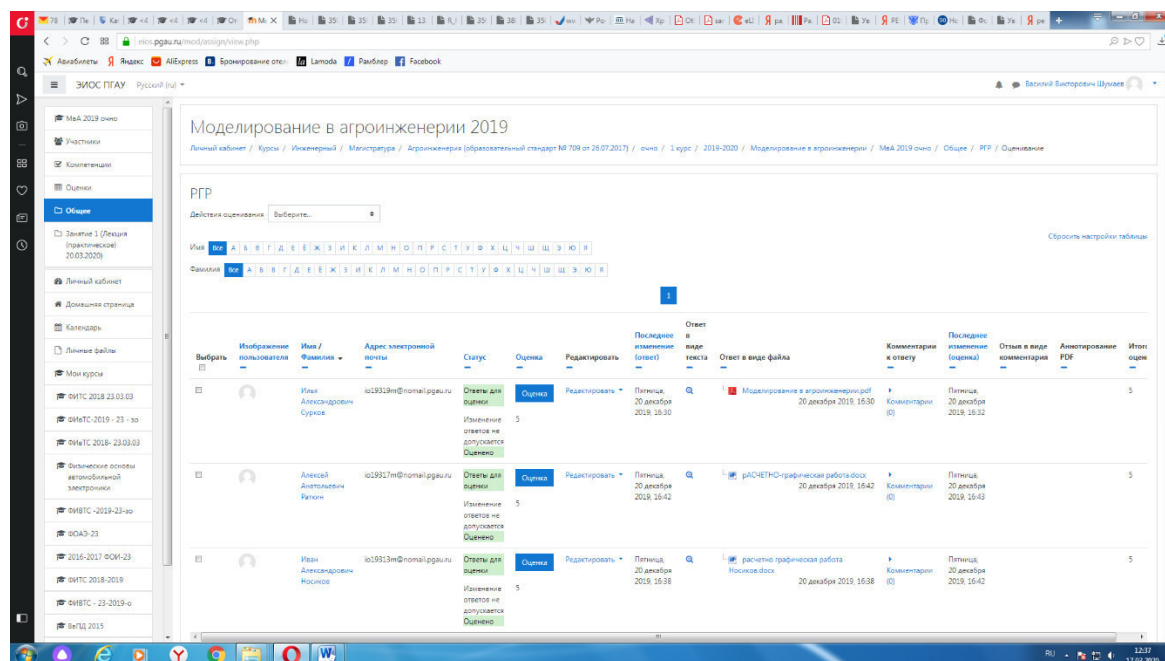 eios.pgau.ru/mod/assign/view.php
Авиабилеты Яндекс AliExpress Бронирование отел Lamoda Рамблер Facebook
ЭИОС ПГАУ Русский (ru)
Василий Викторович Шумаев
МвА 2019 очно
Участники
Компетенции
Оценки
Общее
Занятие 1 (Лекция
(практическое)
20.03.2020)
Личный кабинет
Домашняя страница
Календарь
Личные файлы
Мои курсы
ФИТС 2018 23.03.03
ФИвТС-2019 - 23 - зо
ФИвТС 2018- 23.03.03
Физические основы
автомобильной
электроники
ФИВТС -2019-23-зо
ФОАЭ-23
2016-2017 ФОИ-23
ФИТС 2018-2019
ФИВТС - 23-2019-о
ВвПД 2015
Моделирование в агроинженерии 2019
Личный кабинет / Курсы / Инженерный / Магистратура / Агроинженерия (образовательный стандарт № 709 от 26.07.2017) / очно / 1 курс / 2019-2020 / Моделирование в агроинженерии / МвА 2019 очно / Общее / РГР / Оценивание
РГР
Действия оценивания Выберите...
Сбросить настройки таблицы
Имя Все А Б В Г Д Е Ё Ж З И К Л М Н О П Р С Т У Ф Х Ц Ч Ш Щ Э Ю Я
Фамилия Все А Б В Г Д Е Ё Ж З И К Л М Н О П Р С Т У Ф Х Ц Ч Ш Щ Э Ю Я
1
Выбрать
Изображение
пользователя
Имя /
Фамилия
Адрес электронной
почты
Статус
Оценка
Редактировать
Последнее
изменение
(ответ)
Ответ
в
виде
текста
Ответ в виде файла
Комментарии
к ответу
Последнее
изменение
(оценка)
Отзыв в виде
комментария
Аннотирование
PDF
Итого
оцен
Илья
Александрович
Сурков
io19319m@nomail.pgau.ru
Ответы для
оценки
Изменение
ответов не
допускается
Оценено
Оценка
5
Редактировать
Пятница,
20 декабря
2019, 16:30
Моделирование в агроинженерии.pdf
20 декабря 2019, 16:30
Комментарии
(0)
Пятница,
20 декабря
2019, 16:32
5
Алексей
Анатольевич
Ратюн
io19317m@nomail.pgau.ru
Ответы для
оценки
Изменение
ответов не
допускается
Оценено
Оценка
5
Редактировать
Пятница,
20 декабря
2019, 16:42
рАСЧЕТНО-графическая работа.docx
20 декабря 2019, 16:42
Комментарии
(0)
Пятница,
20 декабря
2019, 16:43
5
Иван
Александрович
Носиков
io19313m@nomail.pgau.ru
Ответы для
оценки
Изменение
ответов не
допускается
Оценено
Оценка
5
Редактировать
Пятница,
20 декабря
2019, 16:38
расчетно графическая работа
Носиков.docx
20 декабря 2019, 16:38
Комментарии
(0)
Пятница,
20 декабря
2019, 16:42
5
RU
12:37
17.03.2020